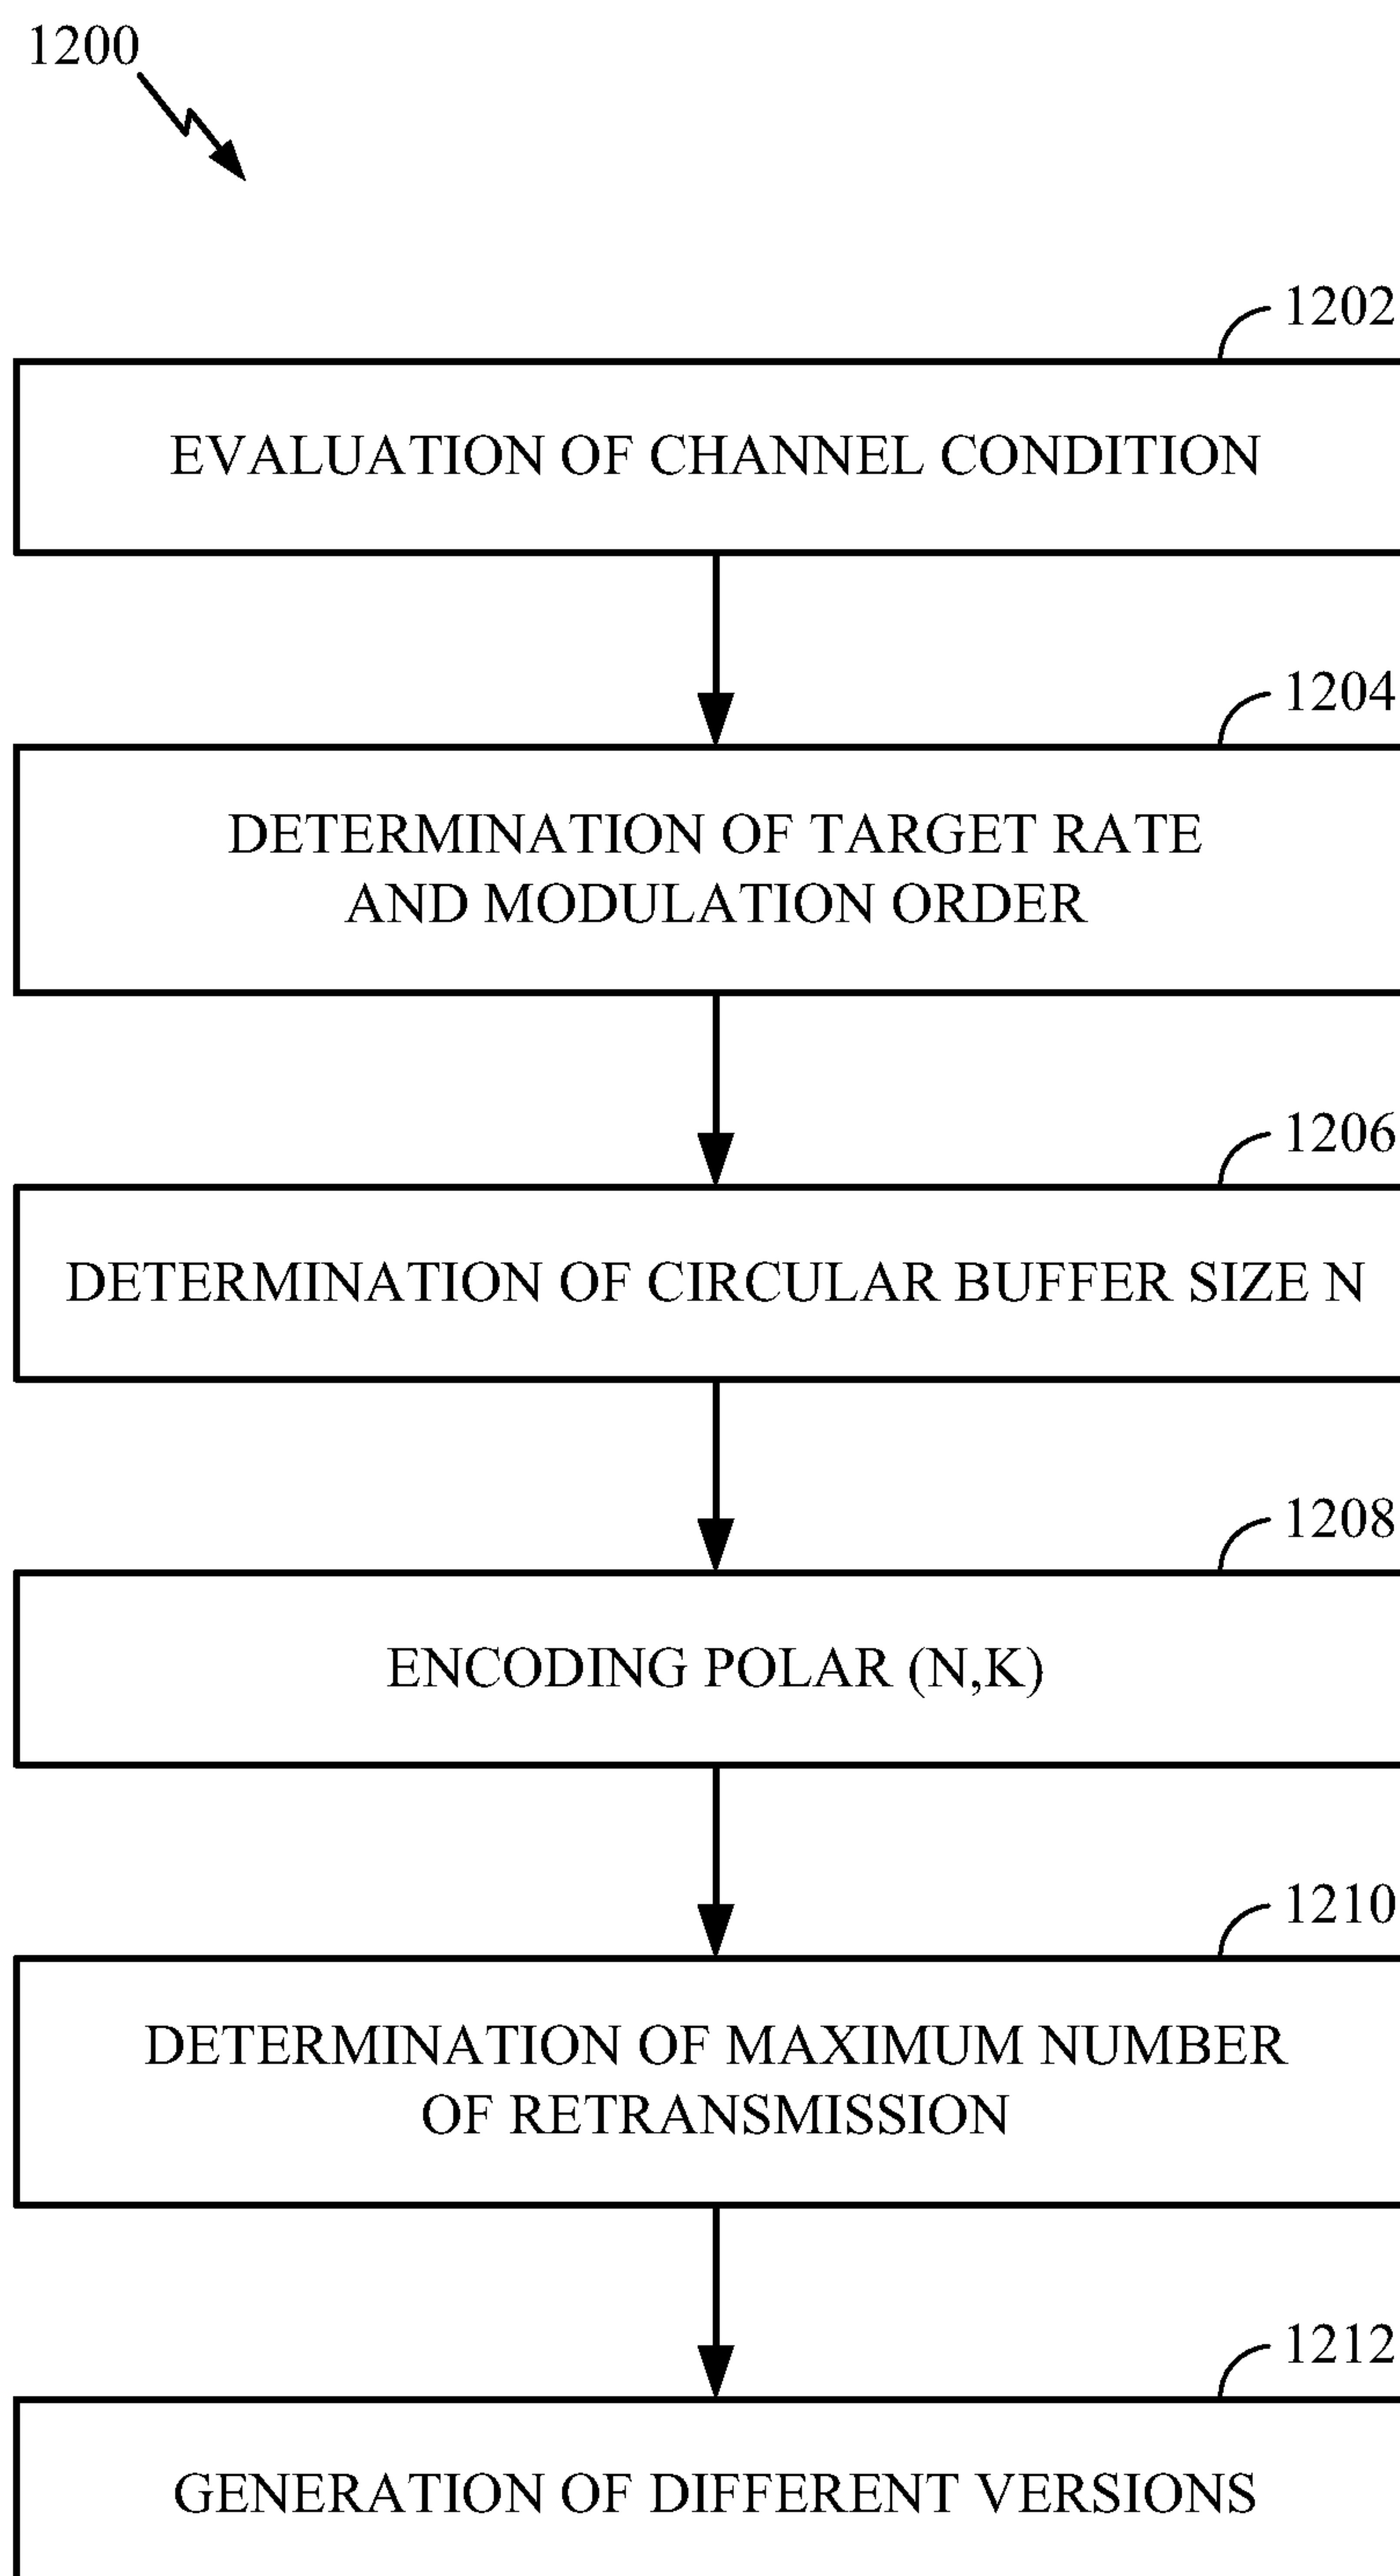 1200
1202
EVALUATION OF CHANNEL CONDITION
1204
DETERMINATION OF TARGET RATE
AND MODULATION ORDER
1206
DETERMINATION OF CIRCULAR BUFFER SIZE N
1208
ENCODING POLAR (N,K)
1210
DETERMINATION OF MAXIMUM NUMBER
OF RETRANSMISSION
1212
GENERATION OF DIFFERENT VERSIONS